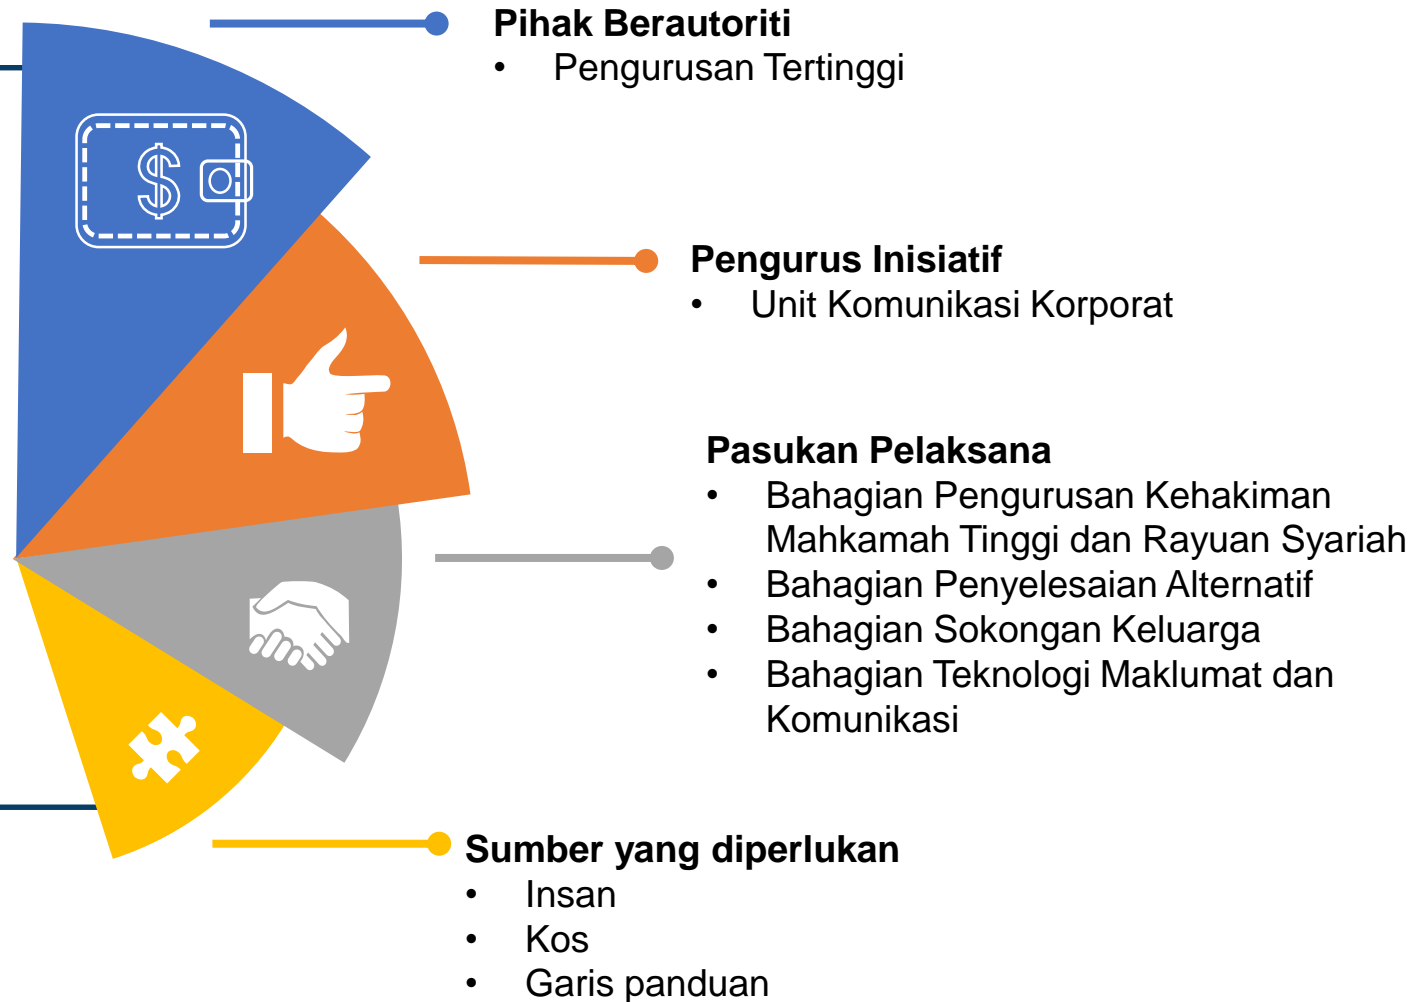 Pihak Berautoriti
• Pengurusan Tertinggi
$
Pengurus Inisiatif
• Unit Komunikasi Korporat
Pasukan Pelaksana
• Bahagian Pengurusan Kehakiman
Mahkamah Tinggi dan Rayuan Syariah
• Bahagian Penyelesaian Alternatif
• Bahagian Sokongan Keluarga
• Bahagian Teknologi Maklumat dan
Komunikasi
Sumber yang diperlukan
• Insan
• Kos
• Garis panduan